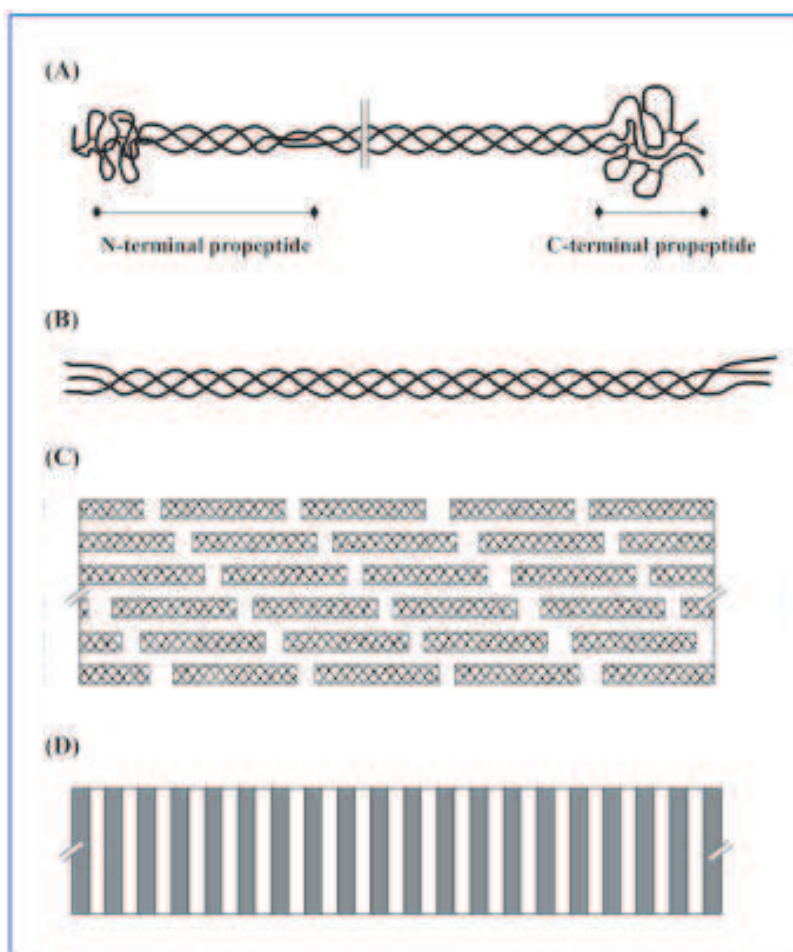 (A)
N-terminal propeptide
C-terminal propeptide
(B)
(C)
(D)